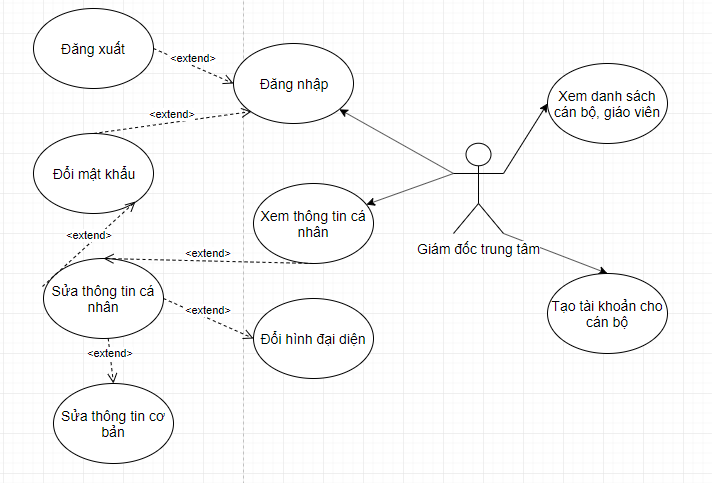 Đăng xuất
<extend>
Đăng nhập
Xem danh sách
cán bộ, giáo viên
<extend>
Đổi mật khẩu
Xem thông tin cá
nhân
<extend>
<extend>
Giám đốc trung tâm
Sửa thông tin cá
nhân
<extend>
Đổi hình đại diện
Tạo tài khoản cho
cán bộ
<extend>
Sửa thông tin cơ
bản